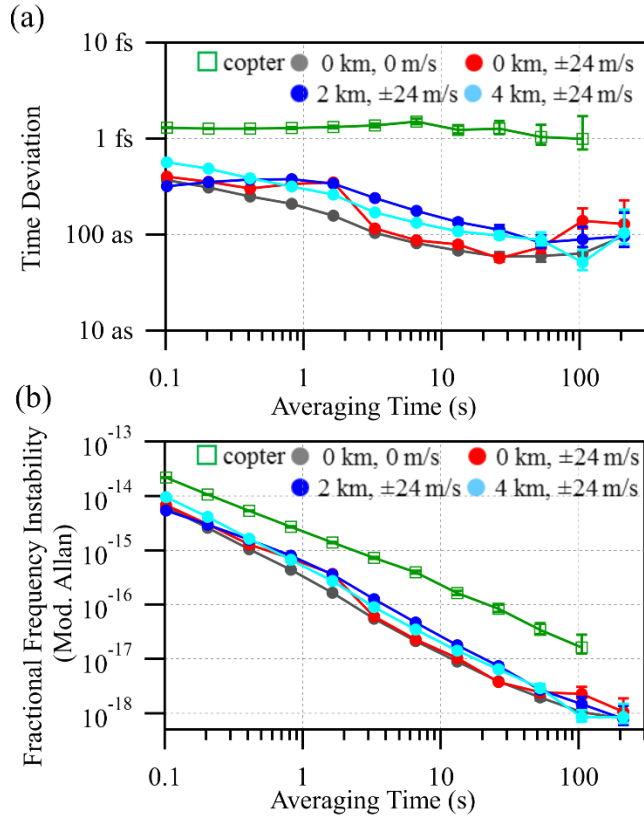 (a)
10 fs
1 fs
100 as
10 as
Time Deviation
copter 0 km, 0 m/s 0 km, ±24 m/s
2 km, ±24 m/s 4 km, ±24 m/s
0.1 1 10 100
Averaging Time (s)
(b)
10⁻¹³
10⁻¹⁴
10⁻¹⁵
10⁻¹⁶
10⁻¹⁷
10⁻¹⁸
Fractional Frequency Instability
(Mod. Allan)
copter 0 km, 0 m/s 0 km, ±24 m/s
2 km, ±24 m/s 4 km, ±24 m/s
0.1 1 10 100
Averaging Time (s)